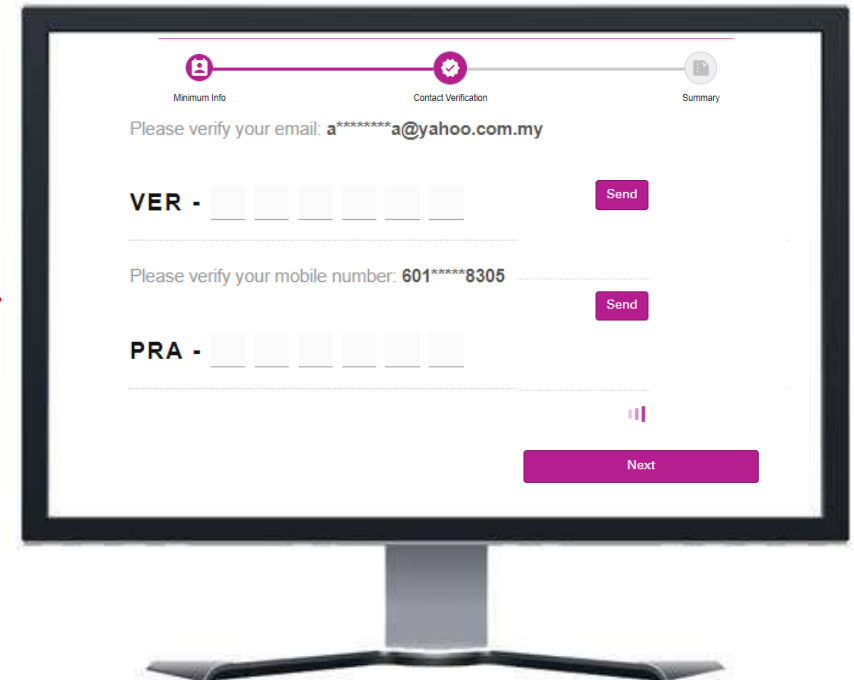 Minimum Info
Contact Verification
Summary
Please verify your email: a********a@yahoo.com.my
VER -
Send
Please verify your mobile number: 601*****8305
Send
PRA -
Next